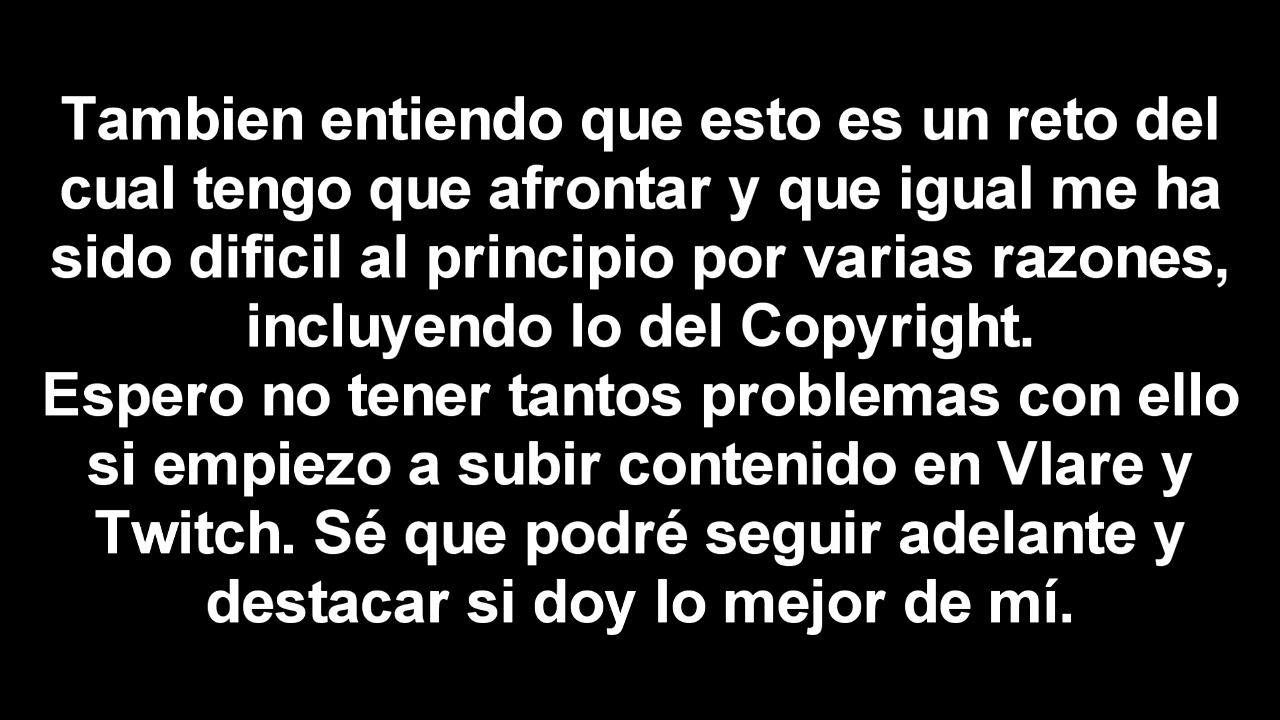 Tambien entiendo que esto es un reto del
cual tengo que afrontar y que igual me ha
sido dificil al principio por varias razones,
incluyendo lo del Copyright.
Espero no tener tantos problemas con ello
si empiezo a subir contenido en Vlare y
Twitch. Sé que podré seguir adelante y
destacar si doy lo mejor de mí.